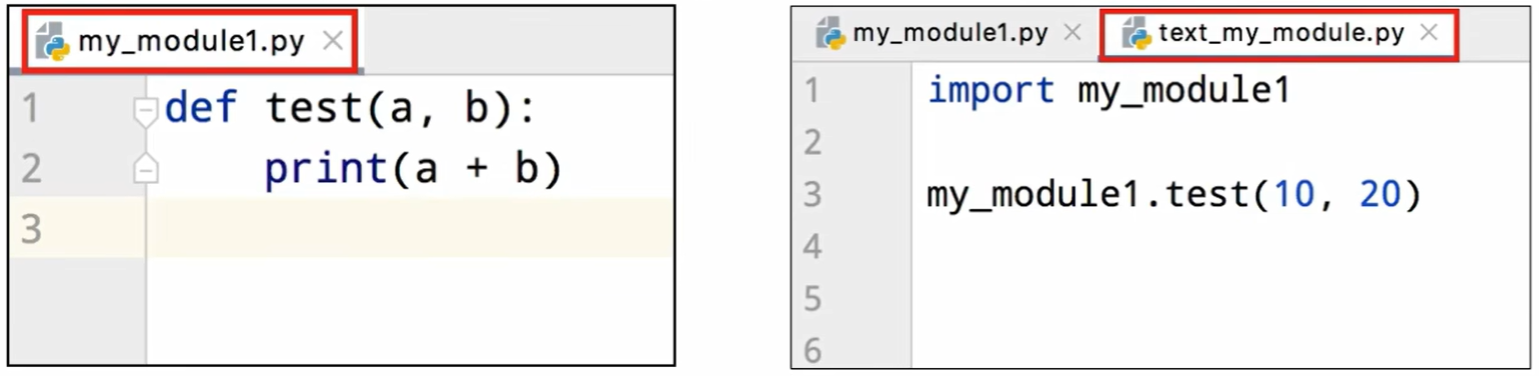 my_module1.py
1 def test(a, b):
2 print(a + b)
3
my_module1.py text_my_module.py
1 import my_module1
2
3 my_module1.test(10, 20)
4
5
6